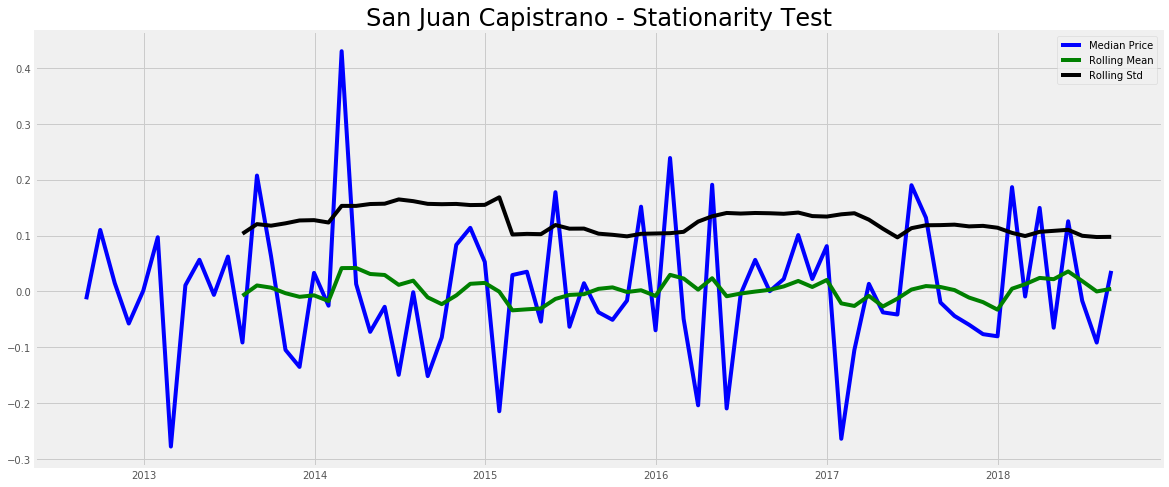 San Juan Capistrano - Stationarity Test
Median Price
Rolling Mean
Rolling Std
0.4
0.3
0.2
0.1
0.0
−0.1
−0.2
−0.3
2013 2014 2015 2016 2017 2018